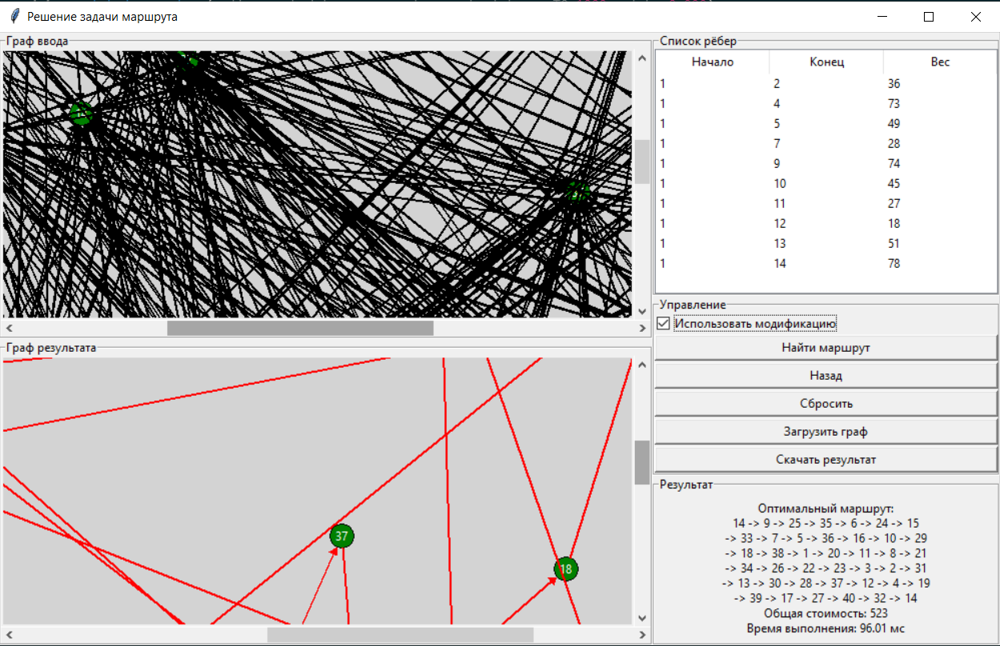 Решение задачи маршрута
Граф ввода
Список рёбер
Начало Конец Вес
1 2 36
1 4 73
1 5 49
1 7 28
1 9 74
1 10 45
1 11 27
1 12 18
1 13 51
1 14 78
Управление
Использовать модификацию
Найти маршрут
Назад
Сбросить
Загрузить граф
Скачать результат
Граф результата
37
18
Результат
Оптимальный маршрут:
14 -> 9 -> 25 -> 35 -> 6 -> 24 -> 15
-> 33 -> 7 -> 5 -> 36 -> 16 -> 10 -> 29
-> 18 -> 38 -> 1 -> 20 -> 11 -> 8 -> 21
-> 34 -> 26 -> 22 -> 23 -> 3 -> 2 -> 31
-> 13 -> 30 -> 28 -> 37 -> 12 -> 4 -> 19
-> 39 -> 17 -> 27 -> 40 -> 32 -> 14
Общая стоимость: 523
Время выполнения: 96.01 мс